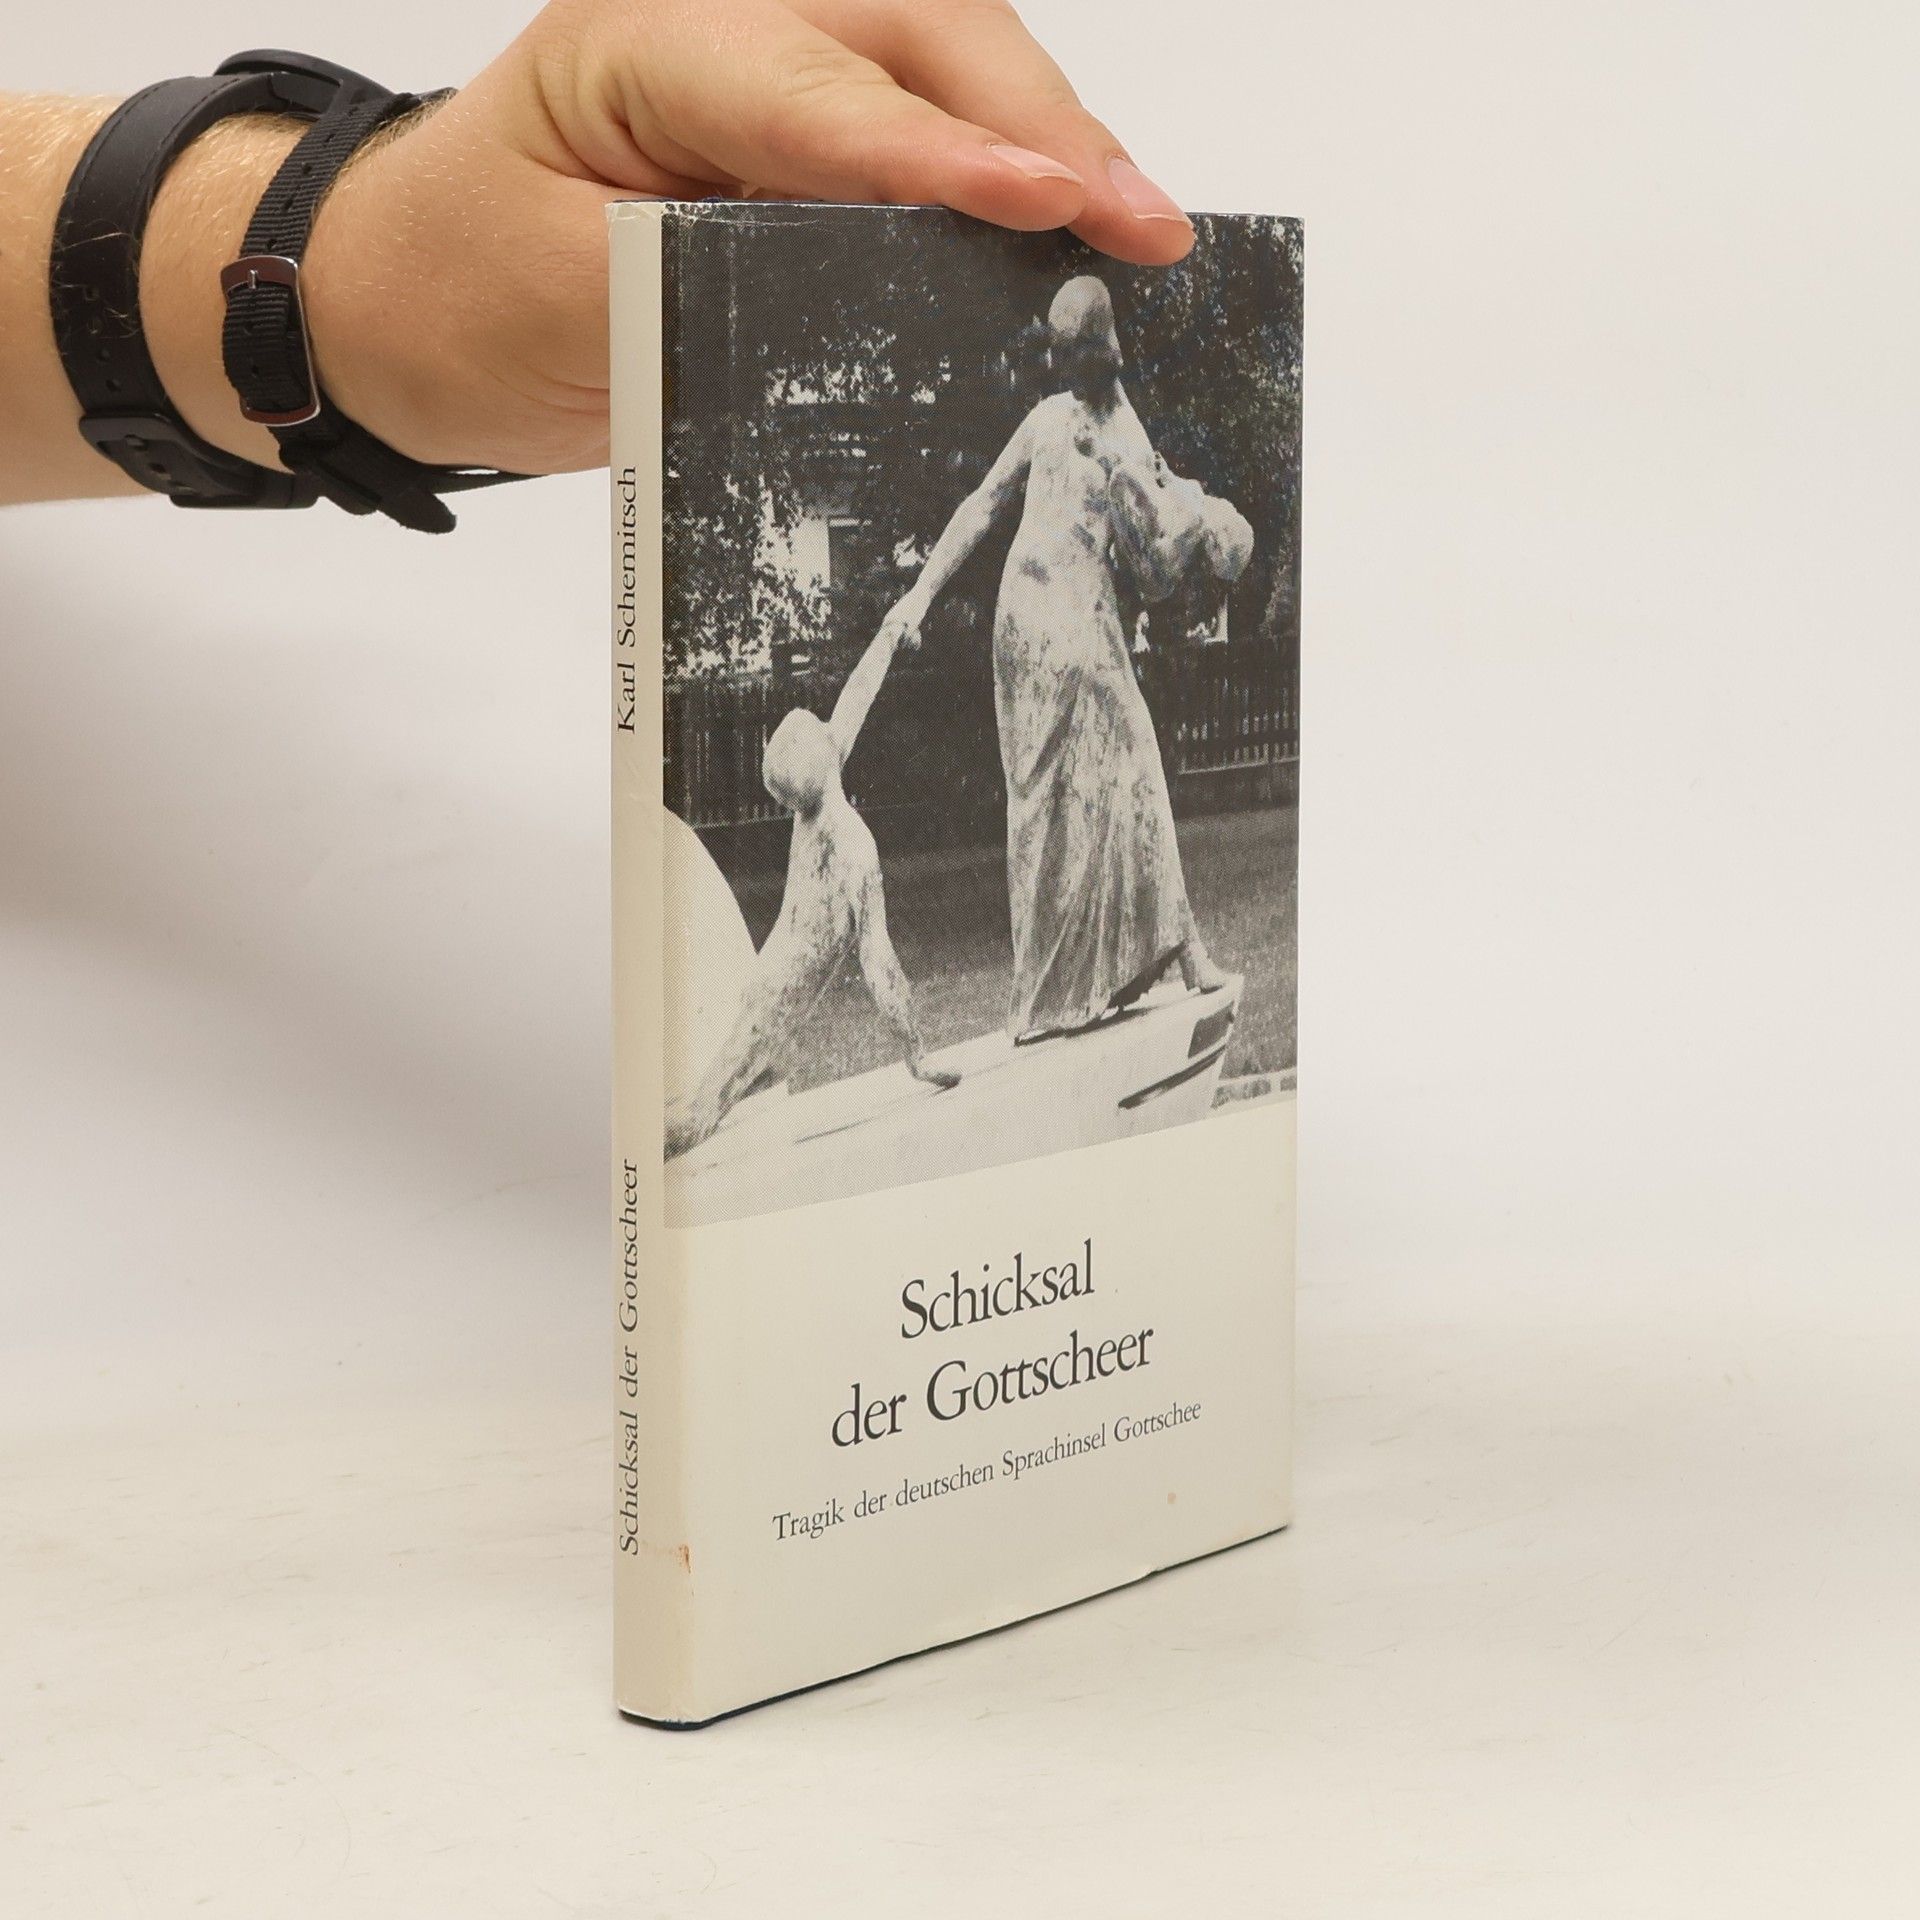 Karl Schemitsch
Schicksal der Gottscheer
Schicksal
der Gottscheer
Tragik der deutschen Sprachinsel Gottschee